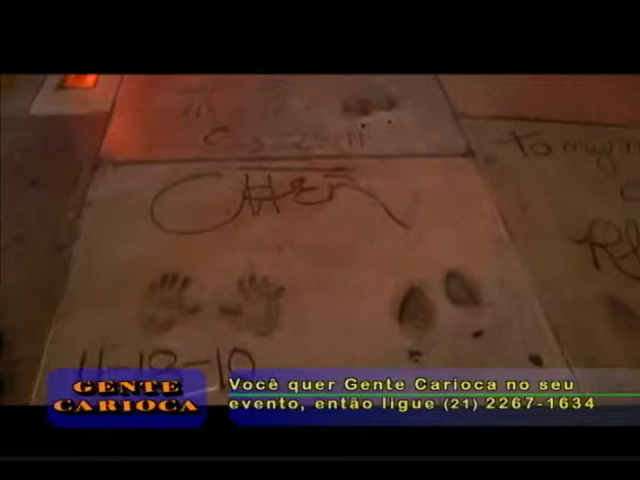 CHER
11-18-10
GENTE
CARIOCA
Você quer Gente Carioca no seu
evento, então ligue (21) 2267-1634